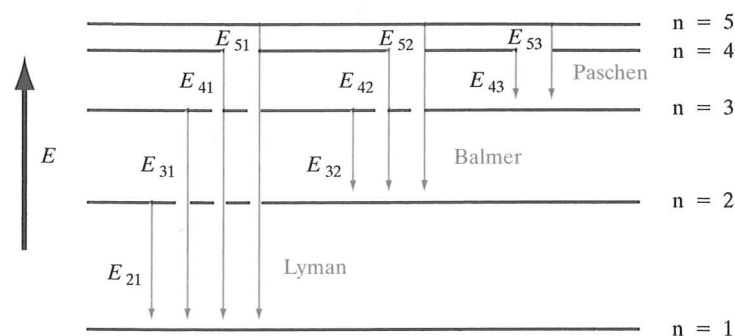 n = 5
E51 E52 E53
n = 4
E41 E42 E43 Paschen
n = 3
E
E31 E32 Balmer
n = 2
E21 Lyman
n = 1